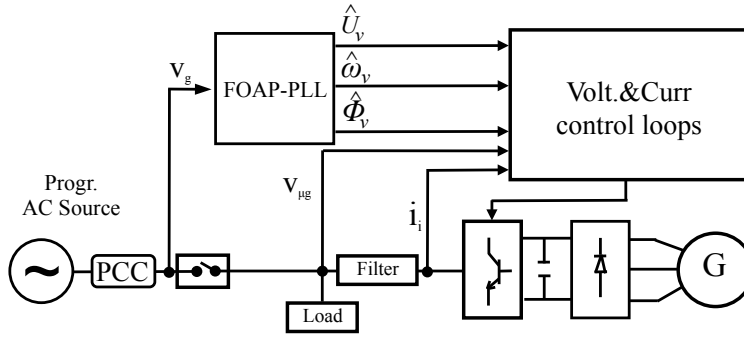 Û_v
v_g
FOAP-PLL
ω̂_v
Φ̂_v
Volt.&Curr
control loops
Progr.
AC Source
v_μg
i_i
~
PCC
Filter
G
Load